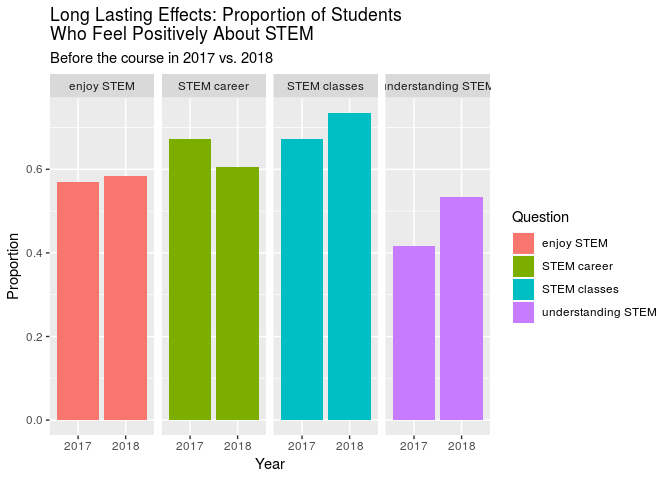 Long Lasting Effects: Proportion of Students
Who Feel Positively About STEM
Before the course in 2017 vs. 2018
enjoy STEM STEM career STEM classes understanding STEM
0.6
0.4
0.2
0.0
Proportion
2017 2018 2017 2018 2017 2018 2017 2018
Year
Question
enjoy STEM
STEM career
STEM classes
understanding STEM